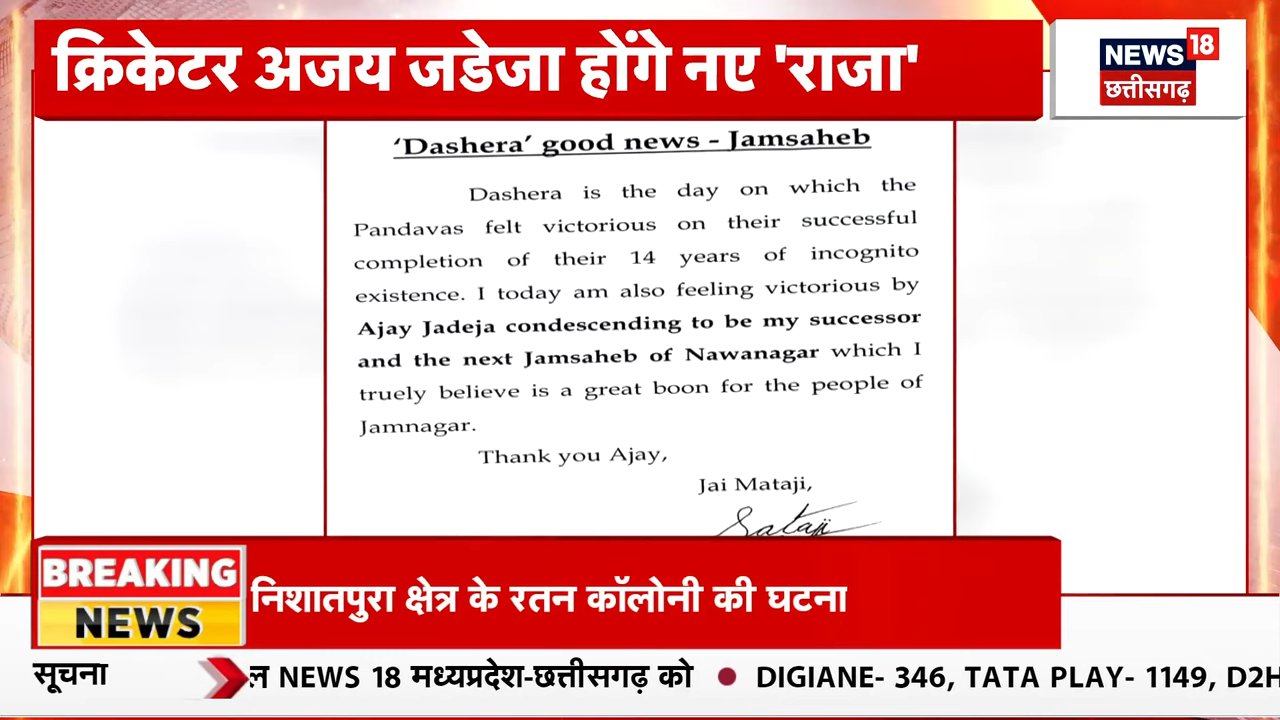 क्रिकेटर अजय जडेजा होंगे नए 'राजा'
NEWS 18
छत्तीसगढ़
‘Dashera’ good news – Jamsaheb
Dashera is the day on which the
Pandavas felt victorious on their successful
completion of their 14 years of incognito
existence. I today am also feeling victorious by
Ajay Jadeja condescending to be my successor
and the next Jamsaheb of Nawanagar which I
truely believe is a great boon for the people of
Jamnagar.
Thank you Ajay,
Jai Mataji,
BREAKING
NEWS
निशातपुरा क्षेत्र के रतन कॉलोनी की घटना
सूचना
ल NEWS 18 मध्यप्रदेश-छत्तीसगढ़ को ● DIGIANE- 346, TATA PLAY- 1149, D2H